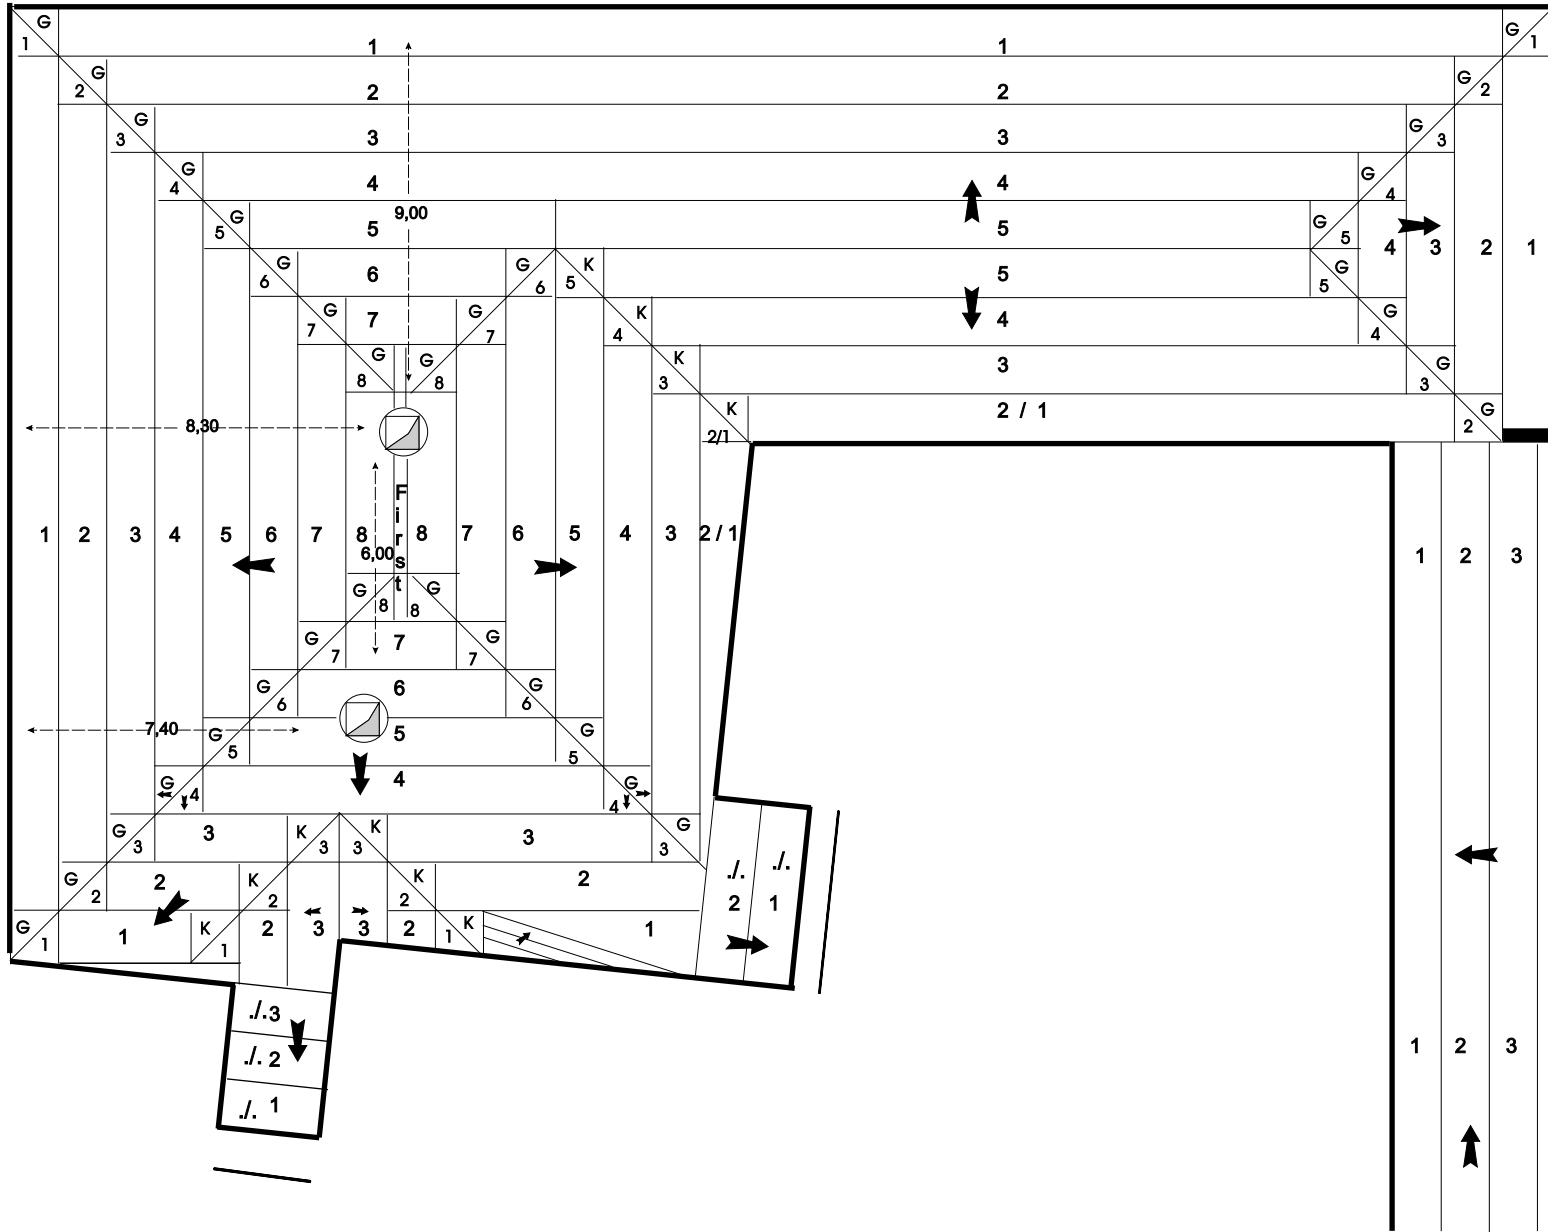 G G
1 1 1 1
G G
2 2 2 2
G G
3 3 3 3
G G
4 4 4 4
9,00
G G
5 5 5 5 4 3 2 1
G G K G
6 6 6 5 5 5
G G K G
7 7 7 4 4 4
G G K G
8 8 3 3 3
K 2 / 1 G
8,30 2/1 2
First
1 2 3 4 5 6 7 8 8 7 6 5 4 3 2 / 1
6,00
1 2 3
G G
8 8
G 7 G
7 7
G 6 G
6 6
7,40 G 5 G
5 5
G 4 G
4 4
G 3 K K 3 G
3 3 3 3
G 2 K K 2
2 2 2
./. ./.
2 1
G 1 K 2 3 3 2 K 1
1 1 1
./. 3
./. 2
./. 1
1 2 3